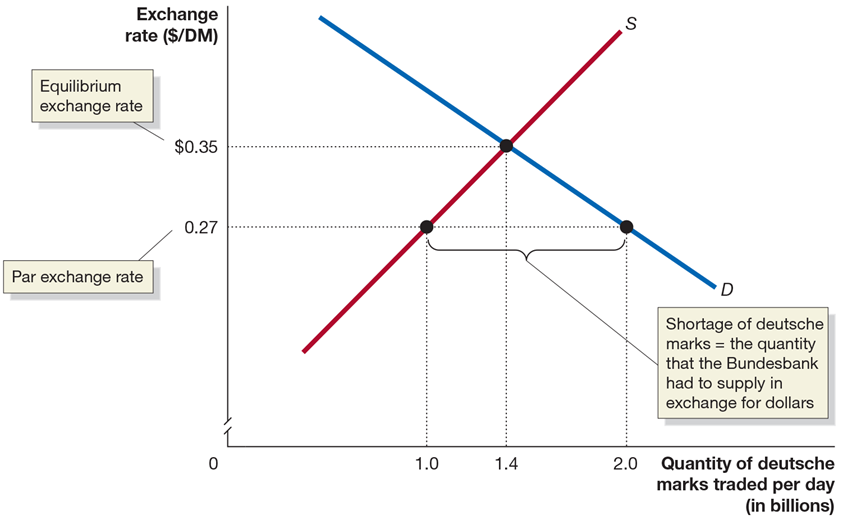 Exchange
rate ($/DM)
S
Equilibrium
exchange rate
$0.35
0.27
Par exchange rate
D
Shortage of deutsche
marks = the quantity
that the Bundesbank
had to supply in
exchange for dollars
0
1.0
1.4
2.0
Quantity of deutsche
marks traded per day
(in billions)